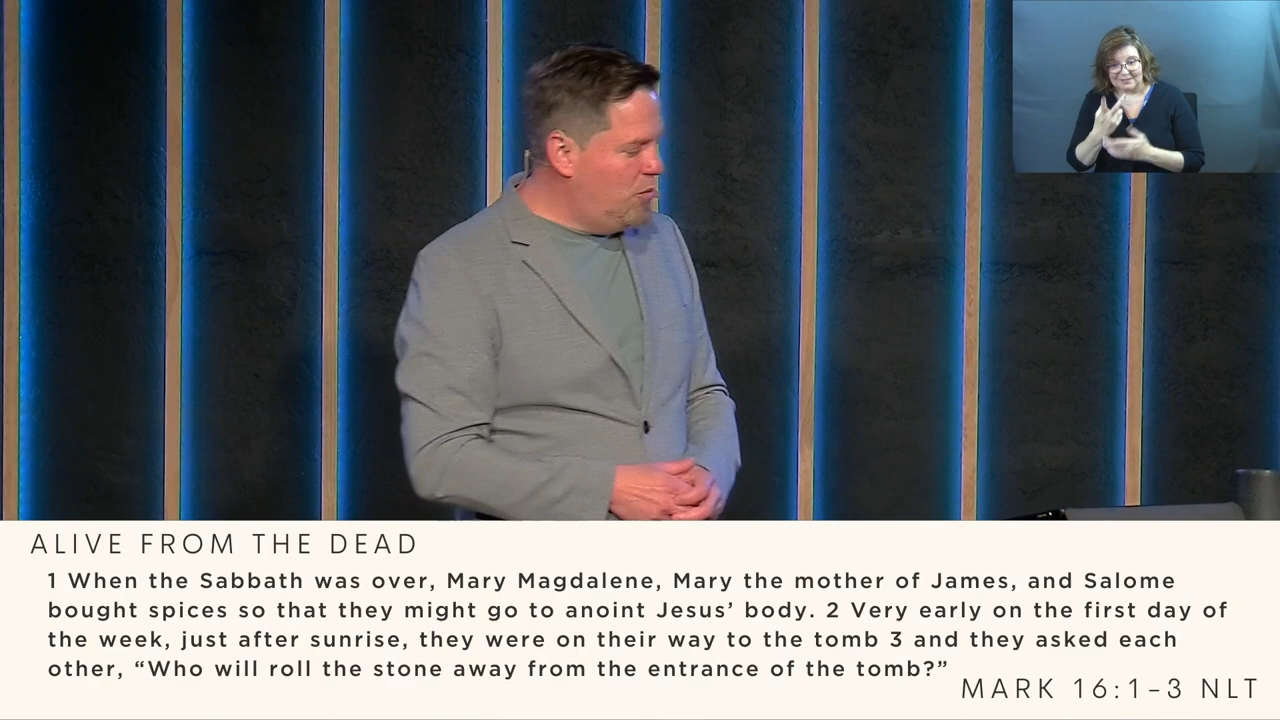 ALIVE FROM THE DEAD
1 When the Sabbath was over, Mary Magdalene, Mary the mother of James, and Salome
bought spices so that they might go to anoint Jesus’ body. 2 Very early on the first day of
the week, just after sunrise, they were on their way to the tomb 3 and they asked each
other, “Who will roll the stone away from the entrance of the tomb?”
MARK 16:1–3 NLT